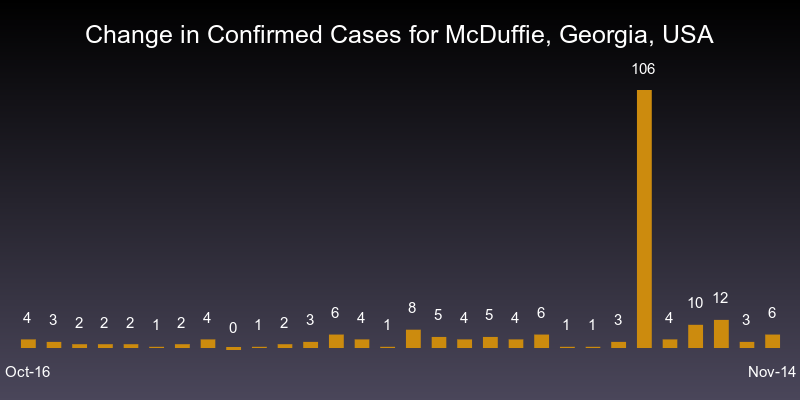 Change in Confirmed Cases for McDuffie, Georgia, USA
106
4 3 2 2 2 1 2 4 0 1 2 3 6 4 1 8 5 4 5 4 6 1 1 3 4 10 12 3 6
Oct-16 Nov-14